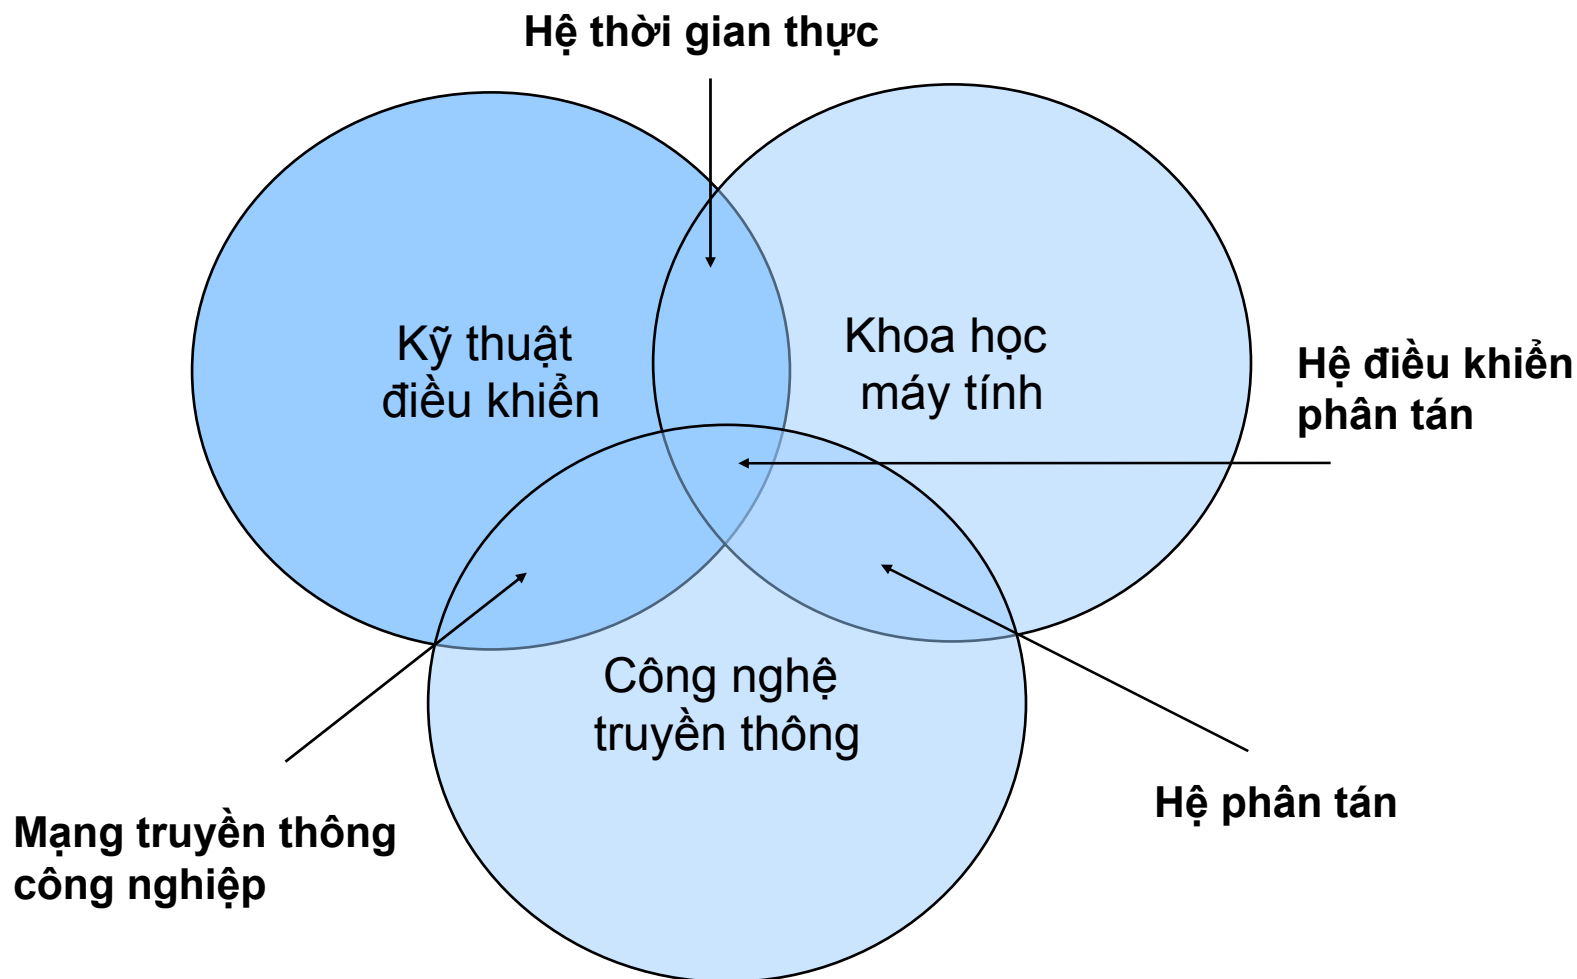 Hệ thời gian thực
Kỹ thuật
điều khiển
Khoa học
máy tính
Hệ điều khiển
phân tán
Công nghệ
truyền thông
Hệ phân tán
Mạng truyền thông
công nghiệp